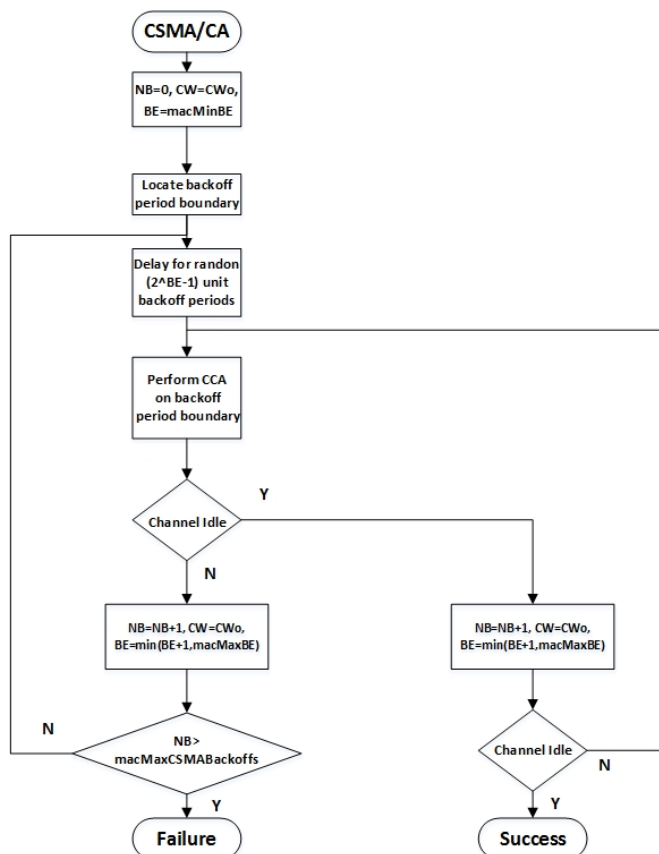 CSMA/CA
NB=0, CW=CWo,
BE=macMinBE
Locate backoff
period boundary
Delay for randon
(2^BE-1) unit
backoff periods
Perform CCA
on backoff
period boundary
Channel Idle
Y
N
NB=NB+1, CW=CWo,
BE=min(BE+1,macMaxBE)
NB=NB+1, CW=CWo,
BE=min(BE+1,macMaxBE)
N
NB>
macMaxCSMABackoffs
Y
Channel Idle
N
Y
Failure
Success